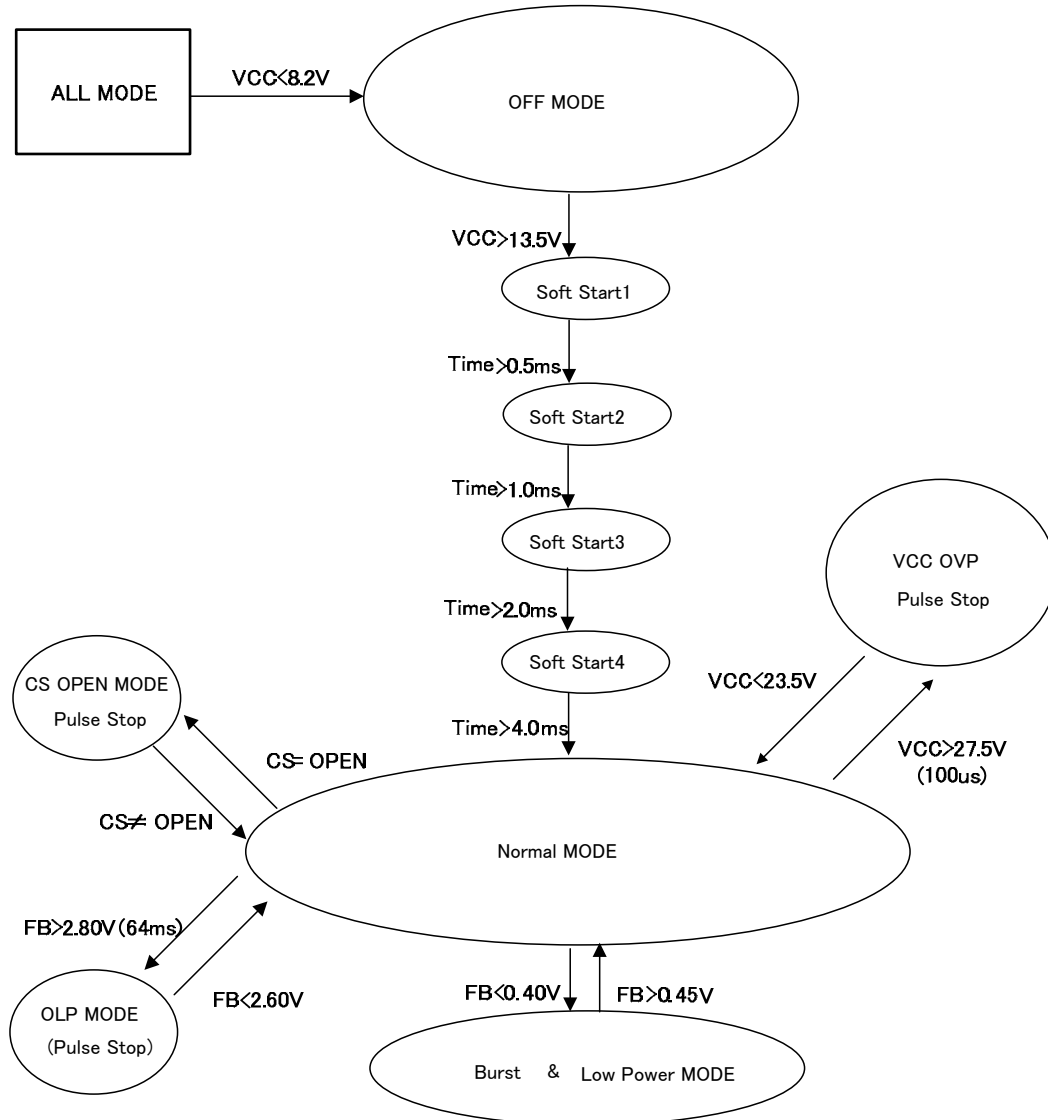 ALL MODE
VCC<8.2V
OFF MODE
VCC>13.5V
Soft Start1
Time>0.5ms
Soft Start2
Time>1.0ms
Soft Start3
Time>2.0ms
Soft Start4
Time>4.0ms
VCC OVP
Pulse Stop
VCC<23.5V
VCC>27.5V
(100us)
CS OPEN MODE
Pulse Stop
CS= OPEN
CS≠ OPEN
Normal MODE
FB>2.80V(64ms)
FB<2.60V
OLP MODE
(Pulse Stop)
FB<0.40V
FB>0.45V
Burst & Low Power MODE